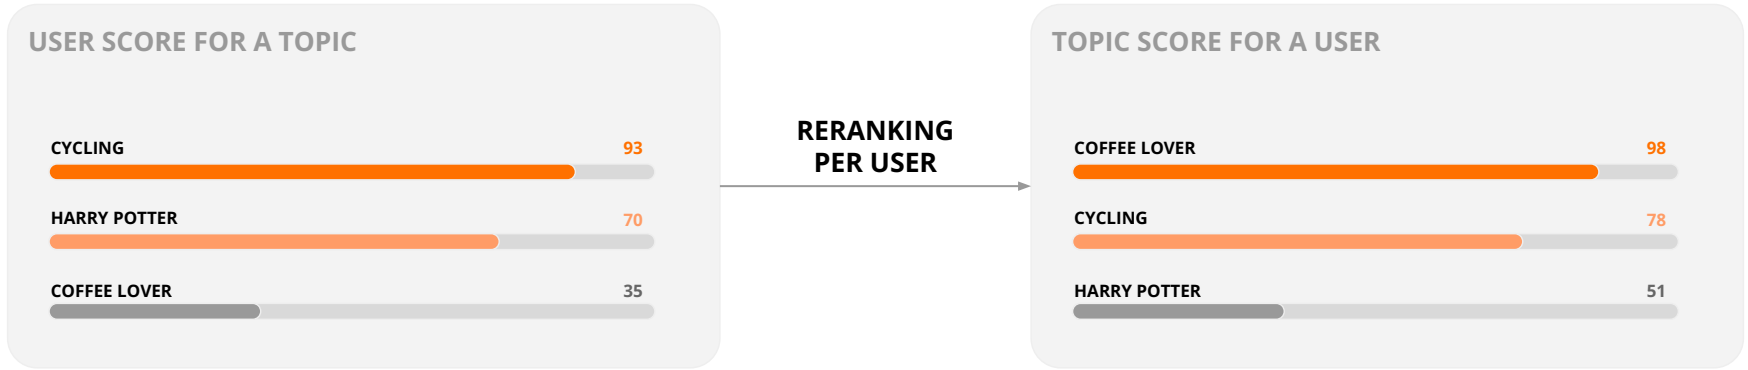 USER SCORE FOR A TOPIC
CYCLING 93
HARRY POTTER 70
COFFEE LOVER 35
RERANKING
PER USER
TOPIC SCORE FOR A USER
COFFEE LOVER 98
CYCLING 78
HARRY POTTER 51